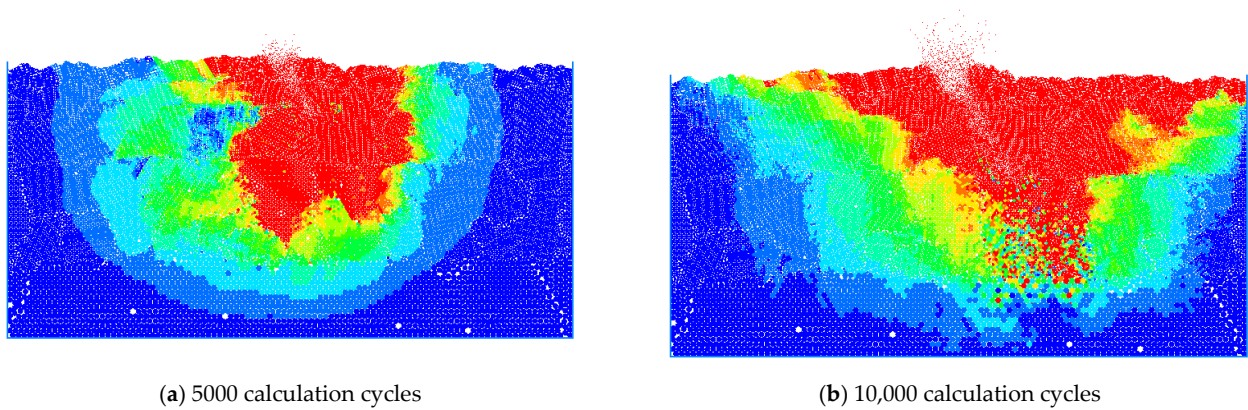 (a) 5000 calculation cycles
(b) 10,000 calculation cycles